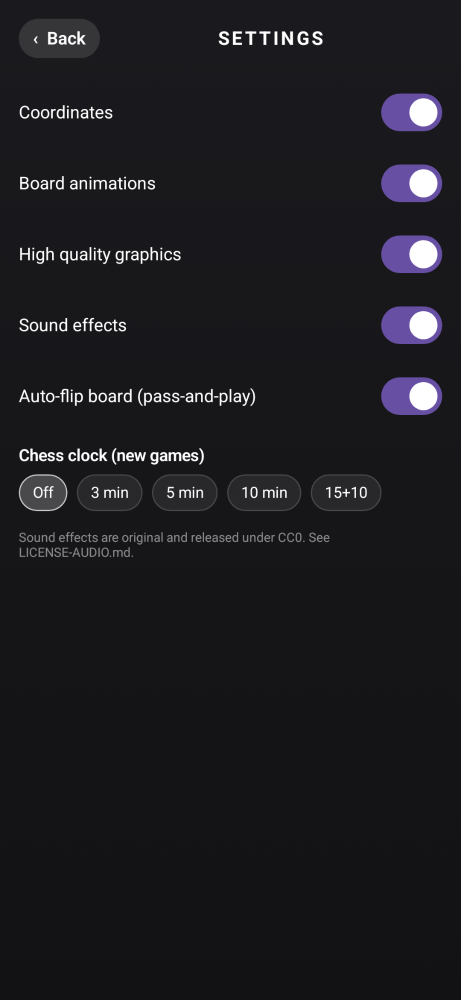 ‹ Back
SETTINGS
Coordinates
Board animations
High quality graphics
Sound effects
Auto-flip board (pass-and-play)
Chess clock (new games)
Off 3 min 5 min 10 min 15+10
Sound effects are original and released under CC0. See
LICENSE-AUDIO.md.